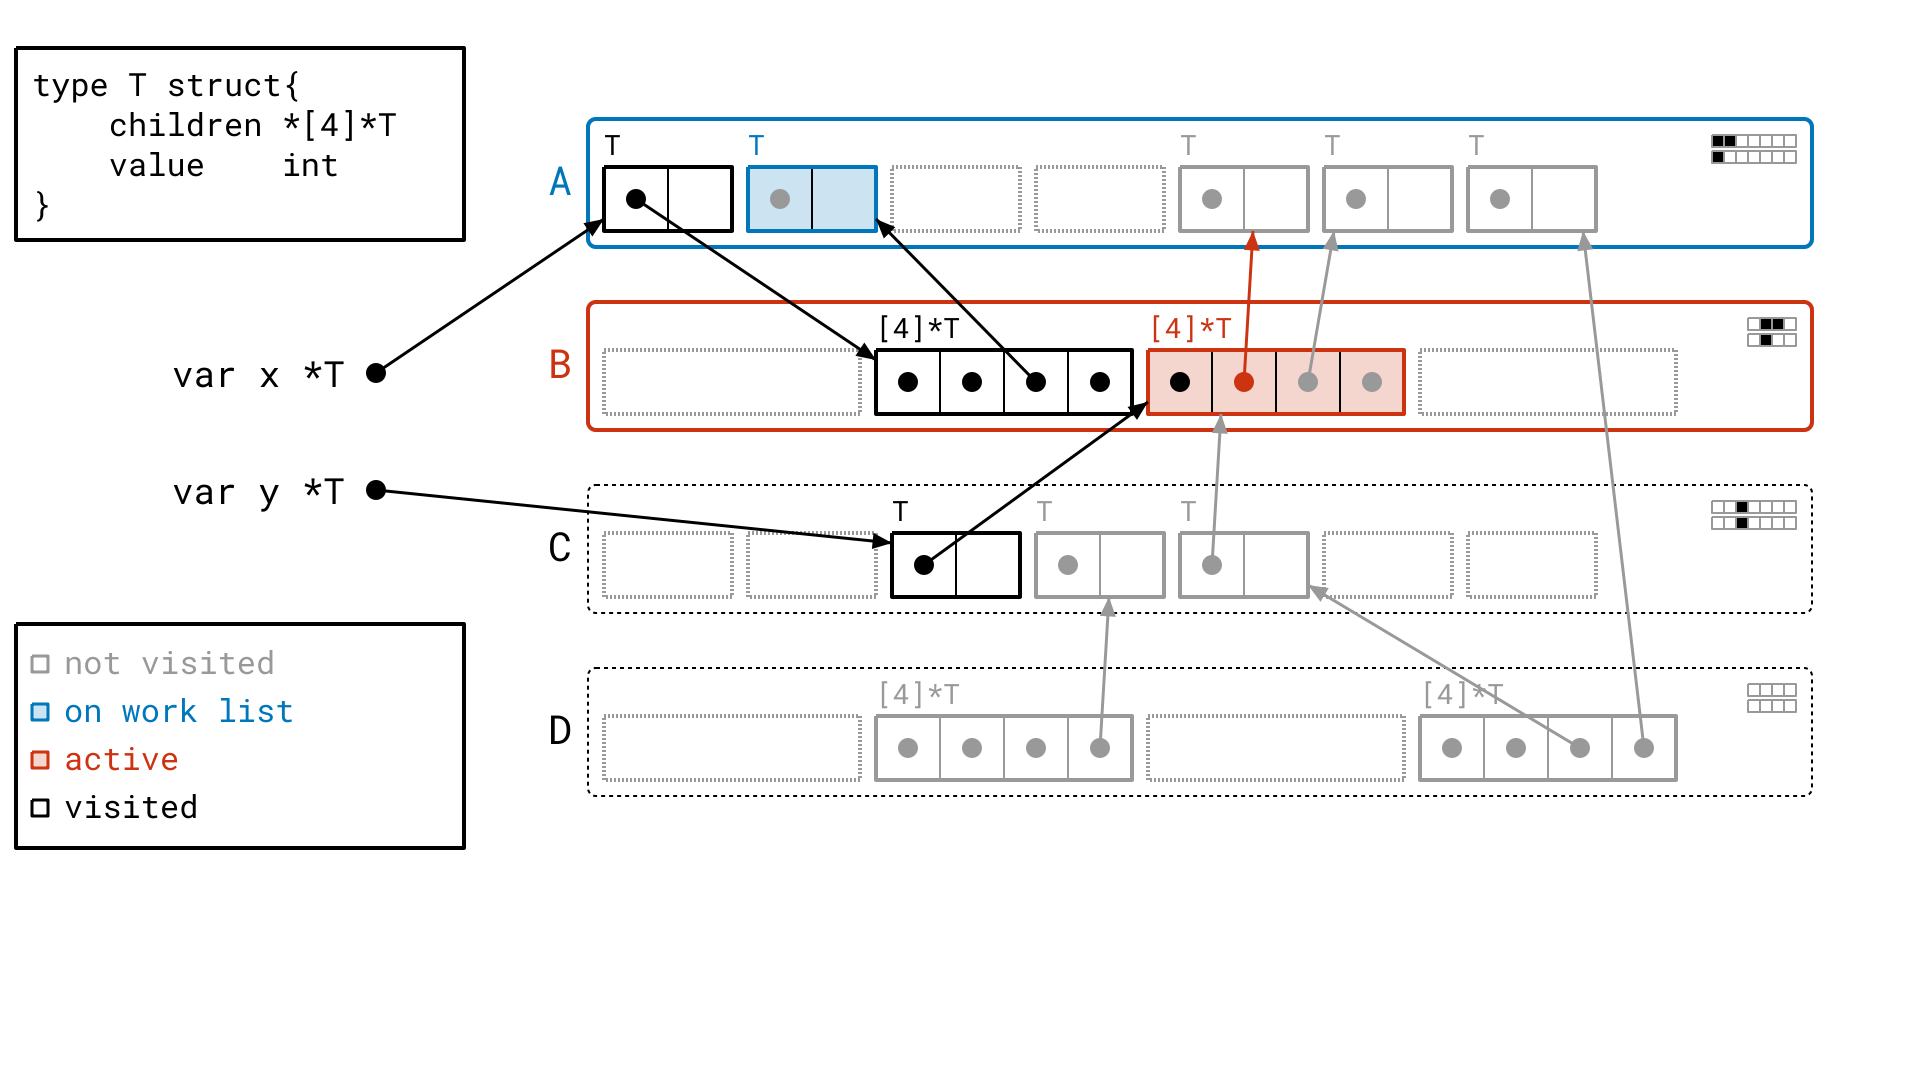 type T struct{
    children *[4]*T
    value    int
}
var x *T
var y *T
not visited
on work list
active
visited
A
T T T T T
B
[4]*T [4]*T
C
T T T
D
[4]*T [4]*T